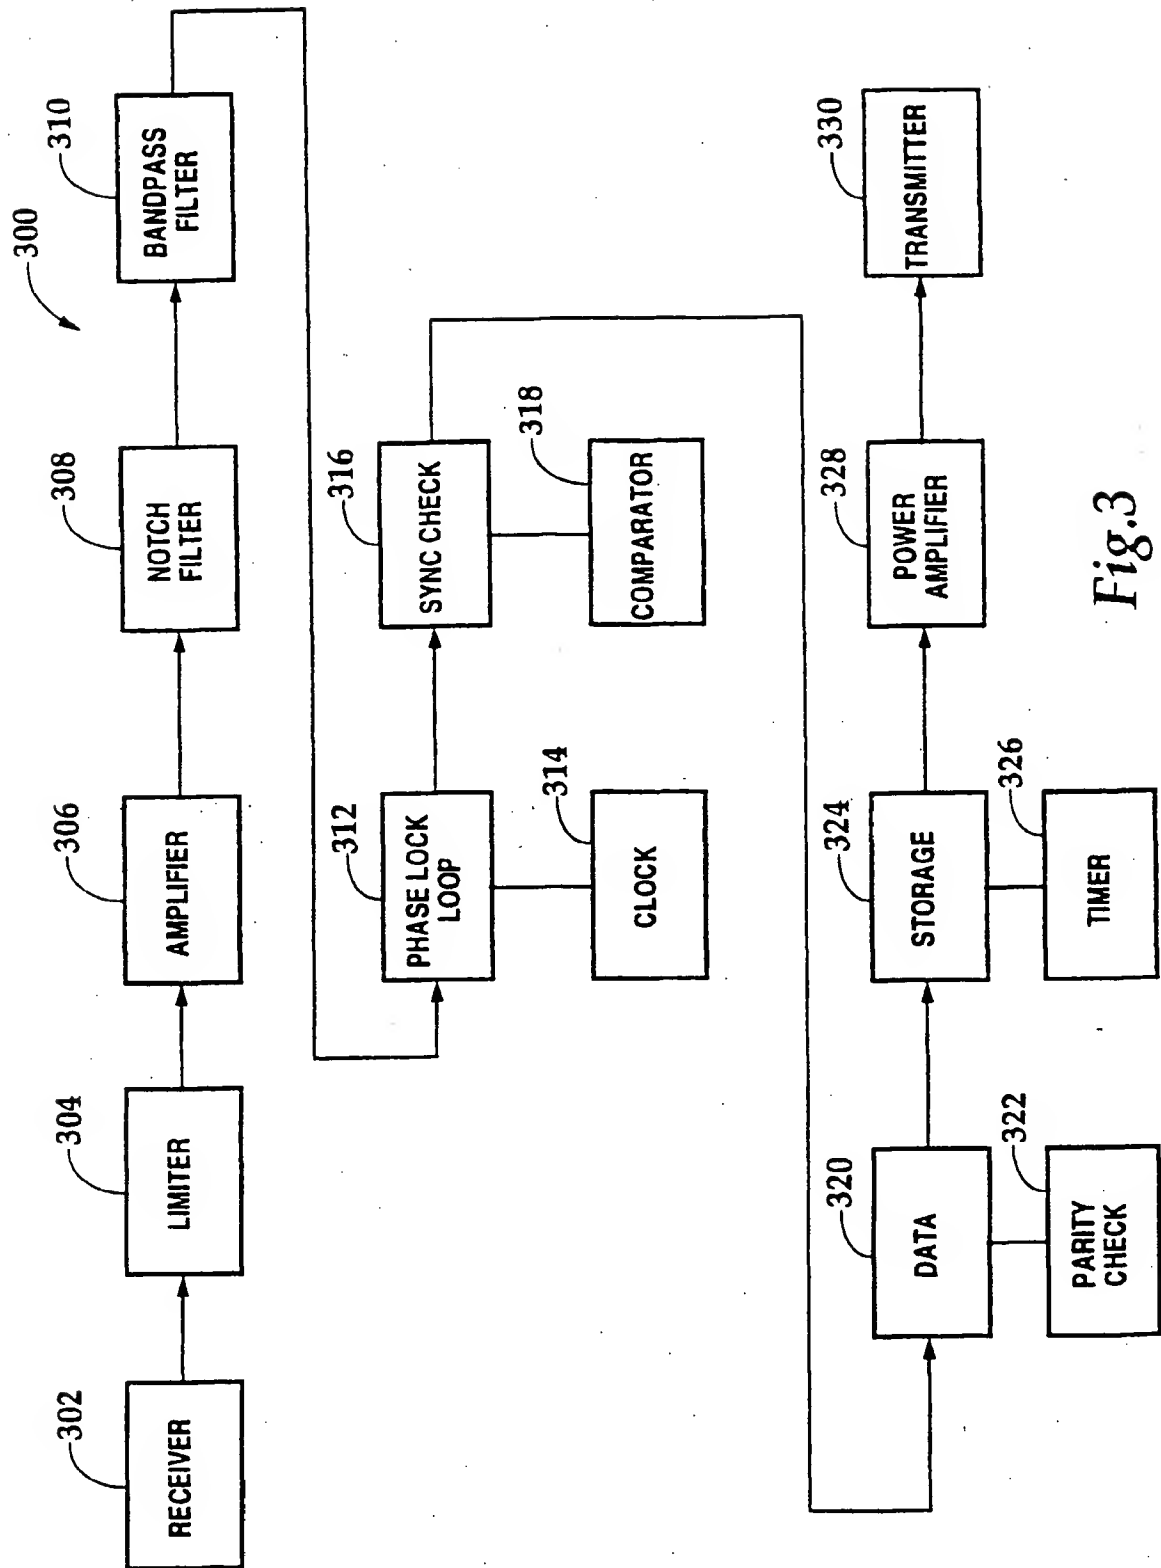 300
302
RECEIVER
304
LIMITER
306
AMPLIFIER
308
NOTCH
FILTER
310
BANDPASS
FILTER
312
PHASE LOCK
LOOP
314
CLOCK
316
SYNC CHECK
318
COMPARATOR
320
DATA
322
PARITY
CHECK
324
STORAGE
326
TIMER
328
POWER
AMPLIFIER
330
TRANSMITTER
Fig.3